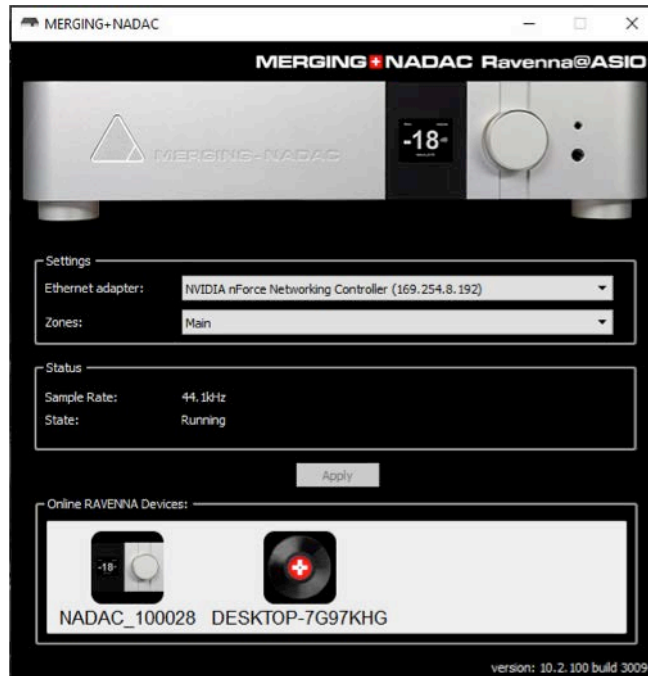 MERGING+NADAC
MERGING+NADAC Ravenna@ASIO
MERGING+NADAC
-18
Settings
Ethernet adapter: NVIDIA nForce Networking Controller (169.254.8.192)
Zones: Main
Status
Sample Rate: 44.1kHz
State: Running
Apply
Online RAVENNA Devices:
-18
NADAC_100028 DESKTOP-7G97KHG
version: 10.2.100 build 3009